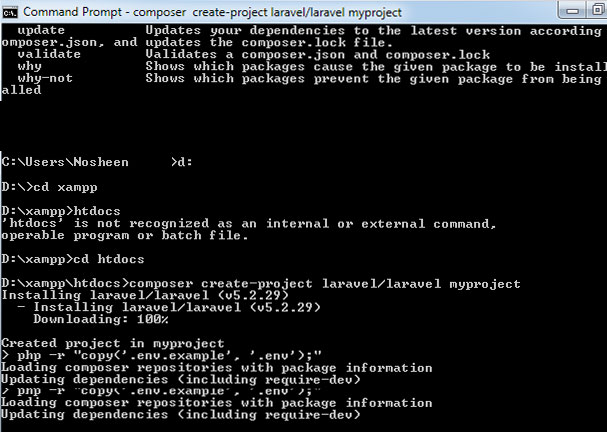 Command Prompt - composer create-project laravel/laravel myproject
update Updates your dependencies to the latest version according
omposer.json, and updates the composer.lock file.
validate Validates a composer.json and composer.lock
why Shows which packages cause the given package to be install
why-not Shows which packages prevent the given package from being
alled
C:\Users\Nosheen >d:
D:\>cd xampp
D:\xampp>htdocs
'htdocs' is not recognized as an internal or external command,
operable program or batch file.
D:\xampp>cd htdocs
D:\xampp\htdocs>composer create-project laravel/laravel myproject
Installing laravel/laravel (v5.2.29)
- Installing laravel/laravel (v5.2.29)
Downloading: 100%
Created project in myproject
> php -r "copy('.env.example', '.env');"
Loading composer repositories with package information
Updating dependencies (including require-dev)
> php -r "copy('.env.example', '.env');"
Loading composer repositories with package information
Updating dependencies (including require-dev)